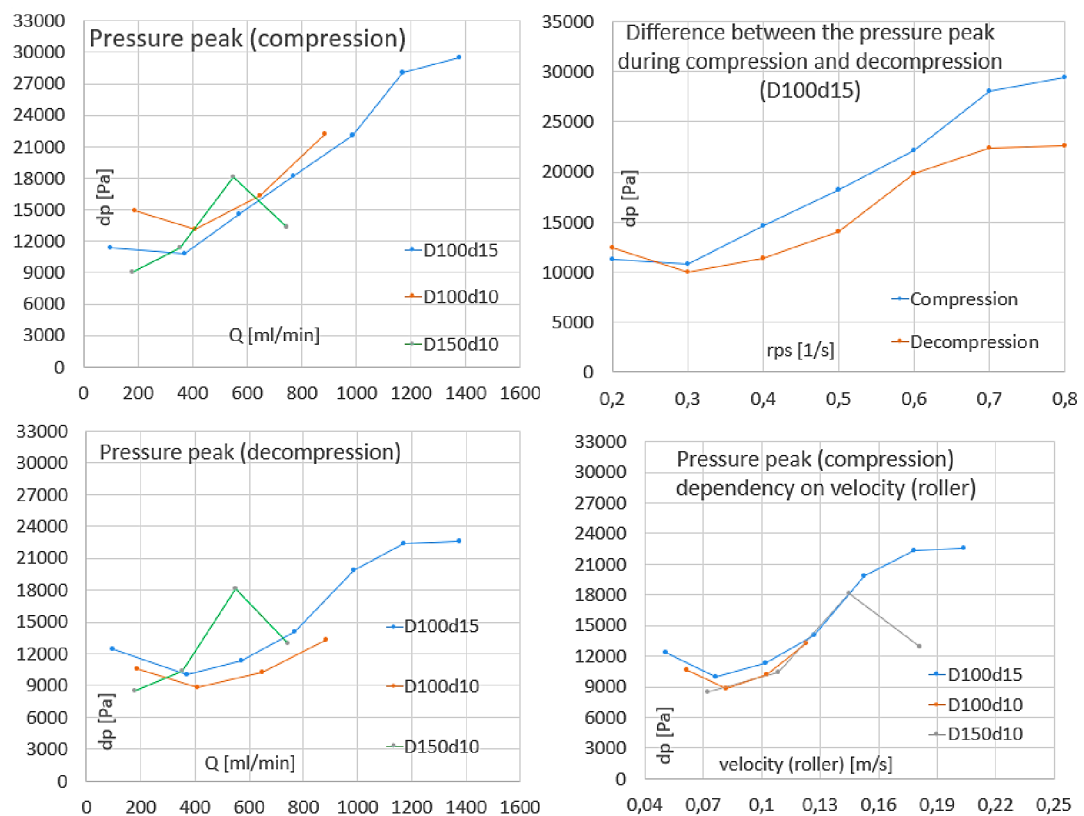 Pressure peak (compression)
33000
30000
27000
24000
21000
18000
15000
12000
9000
6000
3000
0
dp [Pa]
D100d15
D100d10
D150d10
Q [ml/min]
0 200 400 600 800 1000 1200 1400 1600
Difference between the pressure peak
during compression and decompression
(D100d15)
35000
30000
25000
20000
15000
10000
5000
0
dp [Pa]
Compression
Decompression
rps [1/s]
0,2 0,3 0,4 0,5 0,6 0,7 0,8
Pressure peak (decompression)
33000
30000
27000
24000
21000
18000
15000
12000
9000
6000
3000
0
dp [Pa]
D100d15
D100d10
D150d10
Q [ml/min]
0 200 400 600 800 1000 1200 1400 1600
Pressure peak (compression)
dependency on velocity (roller)
33000
30000
27000
24000
21000
18000
15000
12000
9000
6000
3000
0
dp [Pa]
D100d15
D100d10
D150d10
velocity (roller) [m/s]
0,04 0,07 0,1 0,13 0,16 0,19 0,22 0,25